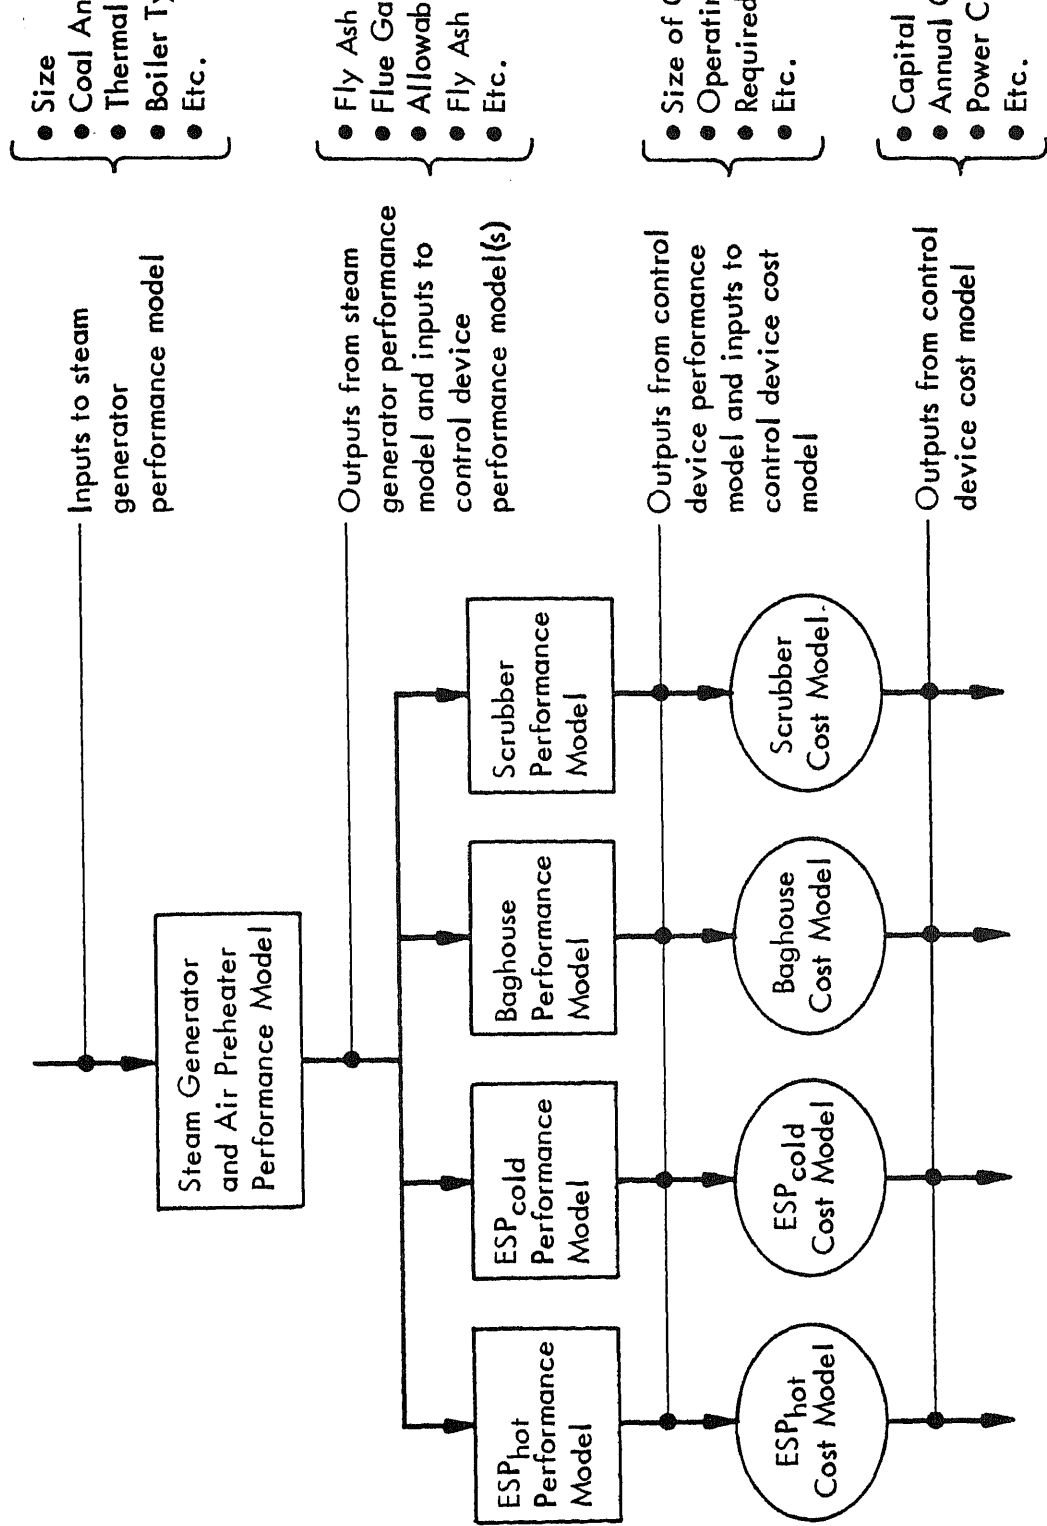 Steam Generator
and Air Preheater
Performance Model
ESPhot
Performance
Model
ESPcold
Performance
Model
Baghouse
Performance
Model
Scrubber
Performance
Model
ESPhot
Cost Model
ESPcold
Cost Model
Baghouse
Cost Model
Scrubber
Cost Model
Inputs to steam
generator
performance model
• Size
• Coal An
• Thermal
• Boiler Ty
• Etc.
Outputs from steam
generator performance
model and inputs to
control device
performance model(s)
• Fly Ash
• Flue Ga
• Allowab
• Fly Ash
• Etc.
Outputs from control
device performance
model and inputs to
control device cost
model
• Size of
• Operatin
• Required
• Etc.
Outputs from control
device cost model
• Capital
• Annual
• Power C
• Etc.